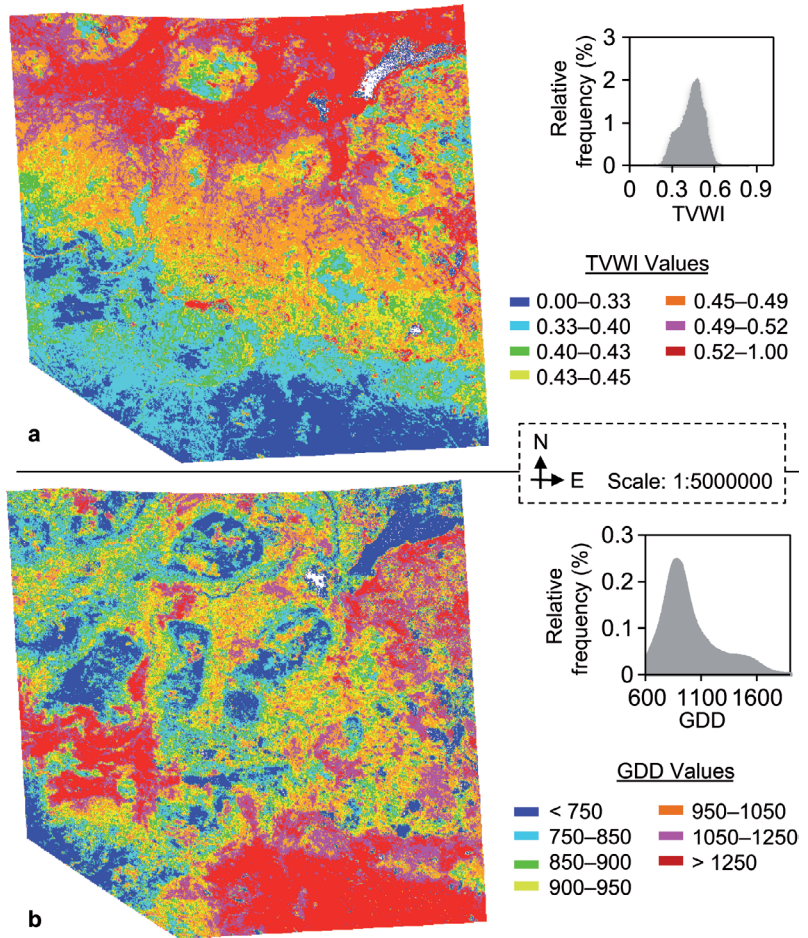 3
2
1
0
Relative
frequency (%)
0 0.3 0.6 0.9
TVWI
TVWI Values
0.00–0.33
0.33–0.40
0.40–0.43
0.43–0.45
0.45–0.49
0.49–0.52
0.52–1.00
a
N
E
Scale: 1:5000000
0.3
0.2
0.1
0
Relative
frequency (%)
600 1100 1600
GDD
GDD Values
< 750
750–850
850–900
900–950
950–1050
1050–1250
> 1250
b